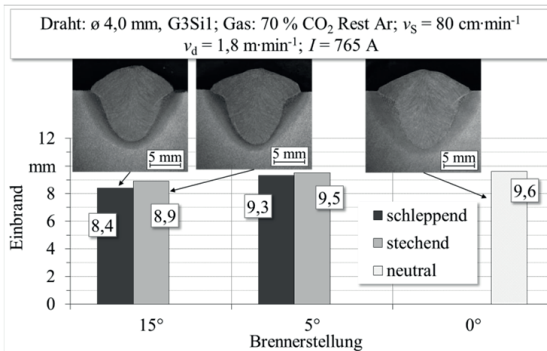 Draht: ø 4,0 mm, G3Si1; Gas: 70 % CO₂ Rest Ar; vS = 80 cm·min⁻¹
vd = 1,8 m·min⁻¹; I = 765 A
5 mm
5 mm
5 mm
12
mm
8
6
4
2
0
Einbrand
8,4
8,9
9,3
9,5
9,6
schleppend
stechend
neutral
15°
5°
0°
Brennerstellung